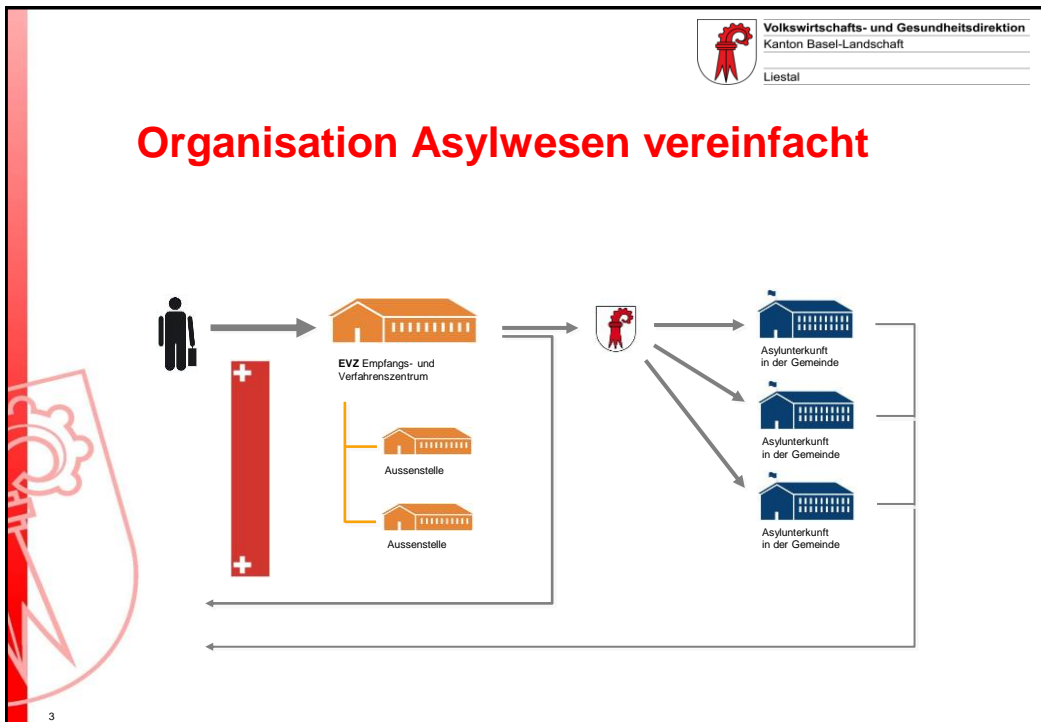 Volkswirtschafts- und Gesundheitsdirektion
Kanton Basel-Landschaft
Liestal
Organisation Asylwesen vereinfacht
EVZ Empfangs- und
Verfahrenszentrum
Aussenstelle
Aussenstelle
Asylunterkunft
in der Gemeinde
Asylunterkunft
in der Gemeinde
Asylunterkunft
in der Gemeinde
3